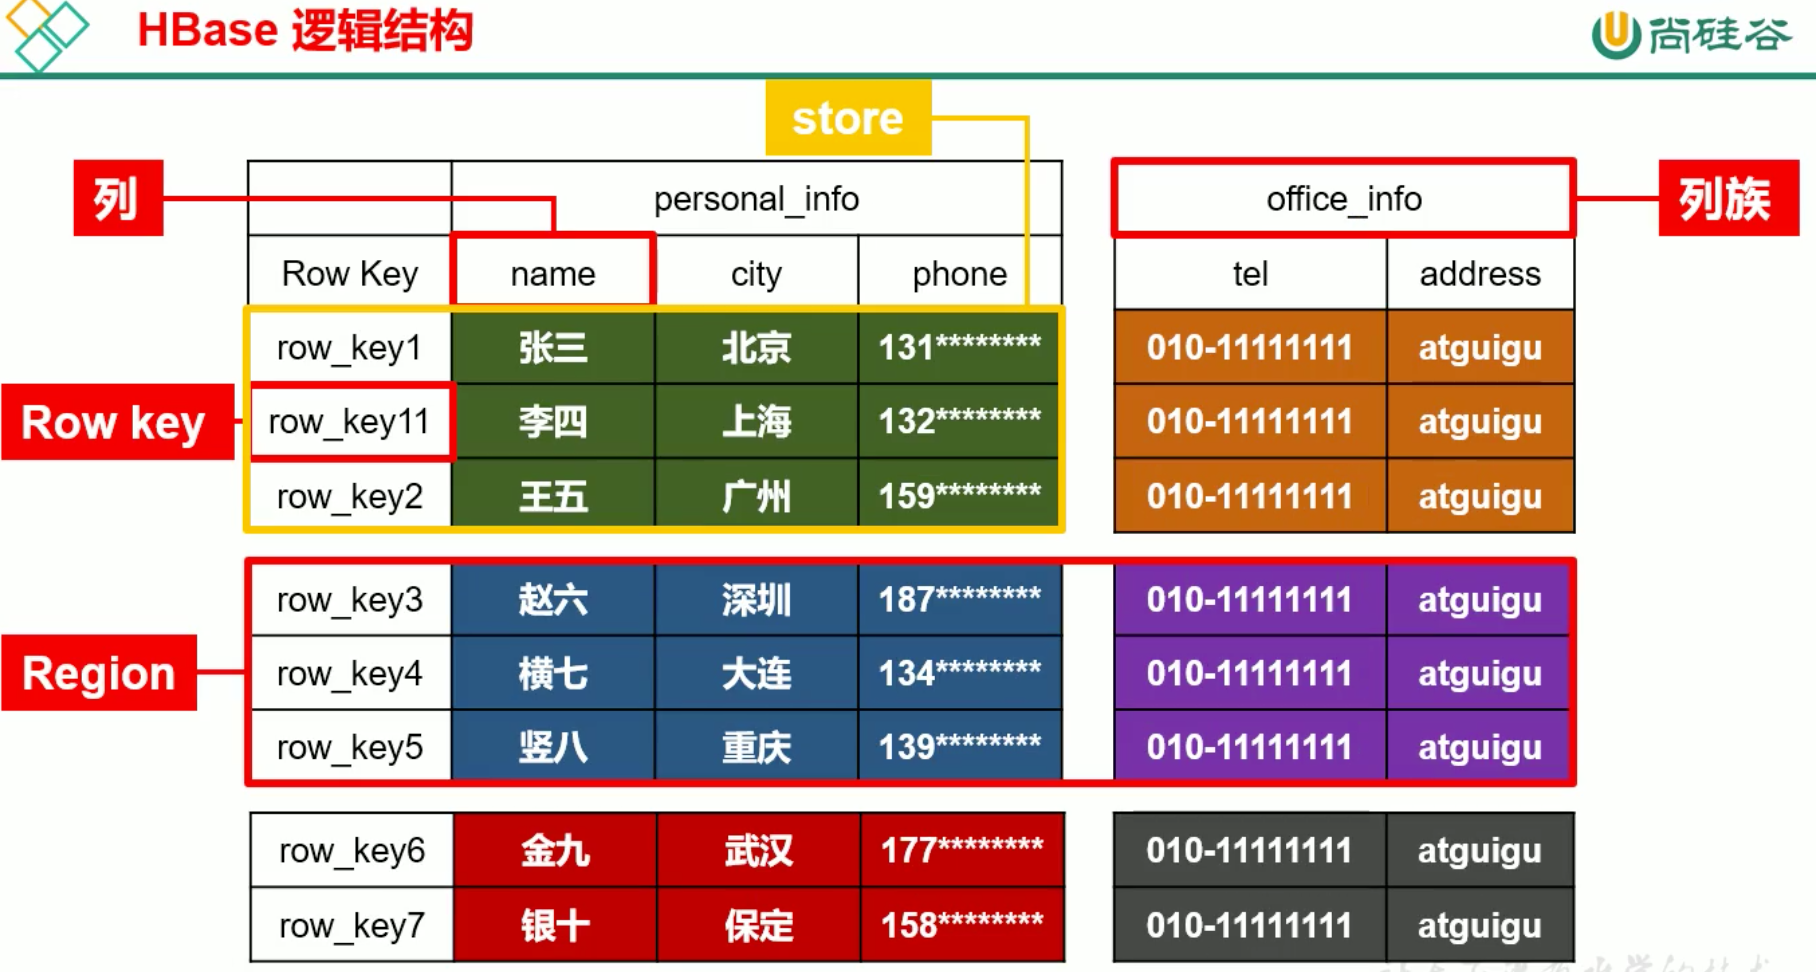 HBase 逻辑结构
尚硅谷
store
列
personal_info
office_info
列族
Row Key name city phone tel address
row_key1 张三 北京 131******** 010-11111111 atguigu
Row key
row_key11 李四 上海 132******** 010-11111111 atguigu
row_key2 王五 广州 159******** 010-11111111 atguigu
row_key3 赵六 深圳 187******** 010-11111111 atguigu
Region
row_key4 横七 大连 134******** 010-11111111 atguigu
row_key5 竖八 重庆 139******** 010-11111111 atguigu
row_key6 金九 武汉 177******** 010-11111111 atguigu
row_key7 银十 保定 158******** 010-11111111 atguigu